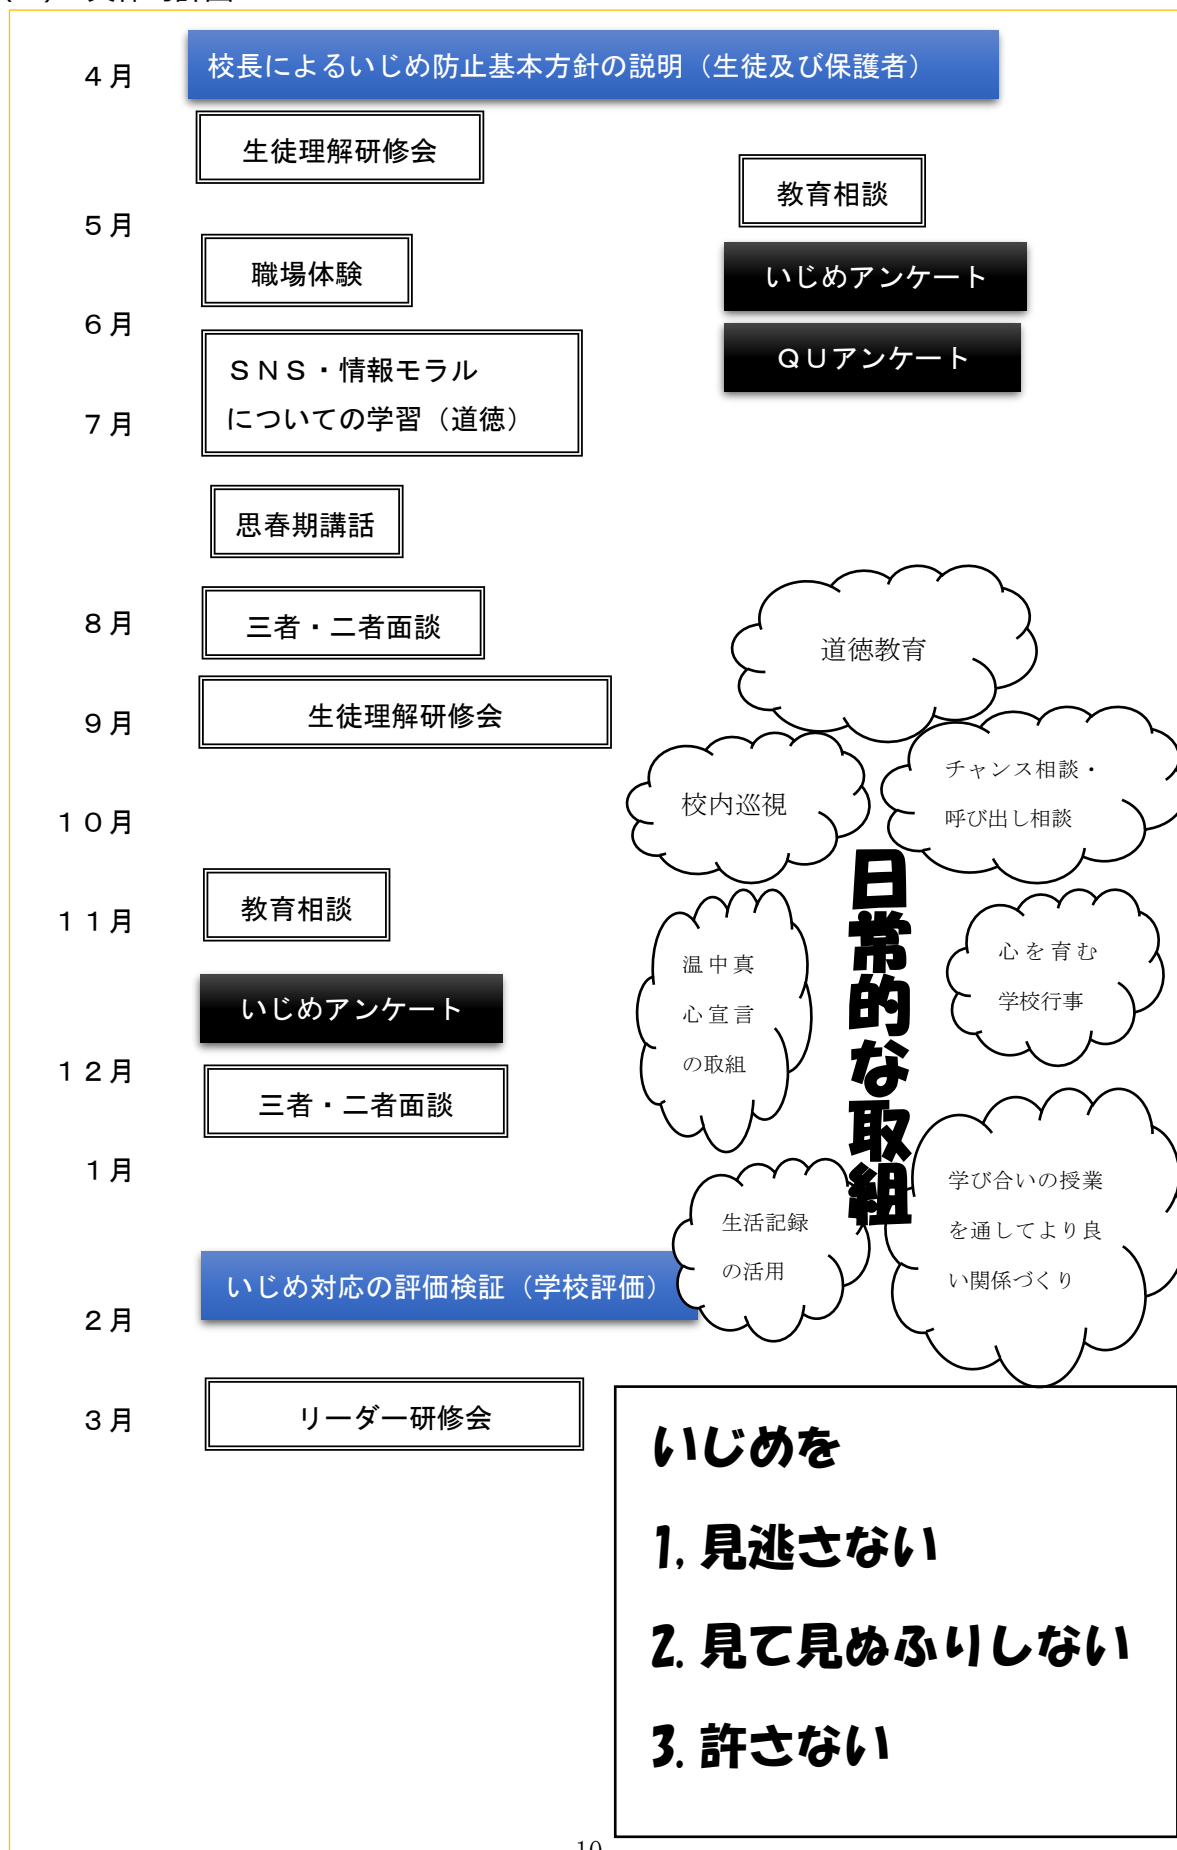 4月
校長によるいじめ防止基本方針の説明（生徒及び保護者）
生徒理解研修会
教育相談
5月
職場体験
いじめアンケート
6月
ＱＵアンケート
ＳＮＳ・情報モラル
についての学習（道徳）
7月
思春期講話
8月
三者・二者面談
9月
生徒理解研修会
10月
11月
教育相談
いじめアンケート
12月
三者・二者面談
1月
いじめ対応の評価検証（学校評価）
2月
3月
リーダー研修会
日常的な取組
道徳教育
校内巡視
チャンス相談・
呼び出し相談
温中真
心宣言
の取組
心を育む
学校行事
生活記録
の活用
学び合いの授業
を通してより良
い関係づくり
いじめを
1, 見逃さない
2. 見て見ぬふりしない
3. 許さない
10